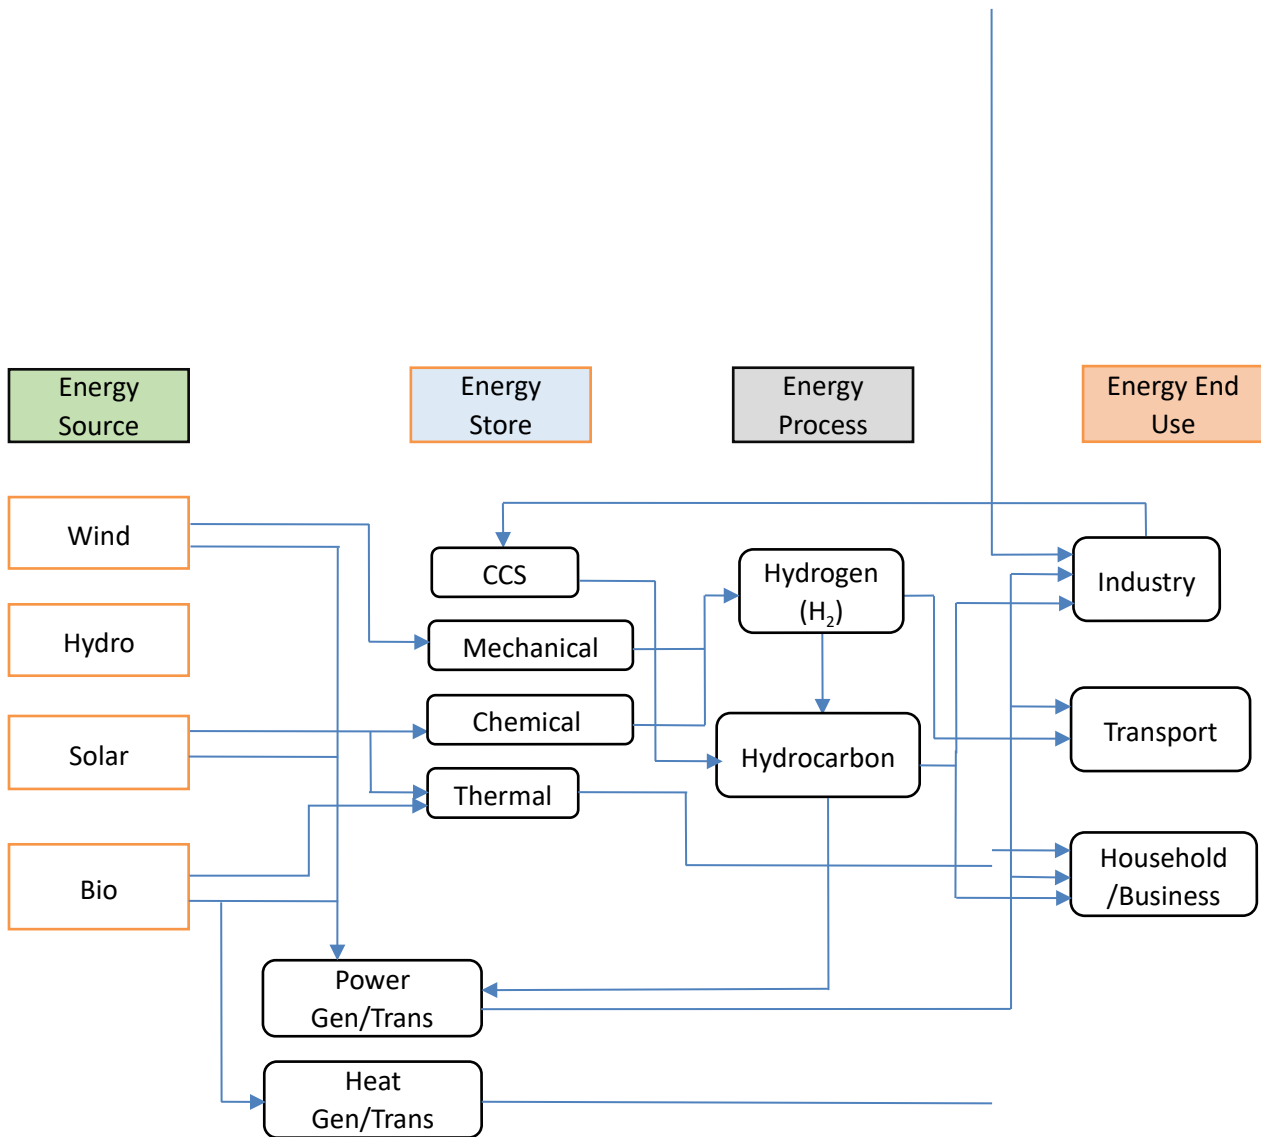 Energy
Source
Energy
Store
Energy
Process
Energy End
Use
Wind
Hydro
Solar
Bio
CCS
Mechanical
Chemical
Thermal
Hydrogen
(H₂)
Hydrocarbon
Industry
Transport
Household
/Business
Power
Gen/Trans
Heat
Gen/Trans